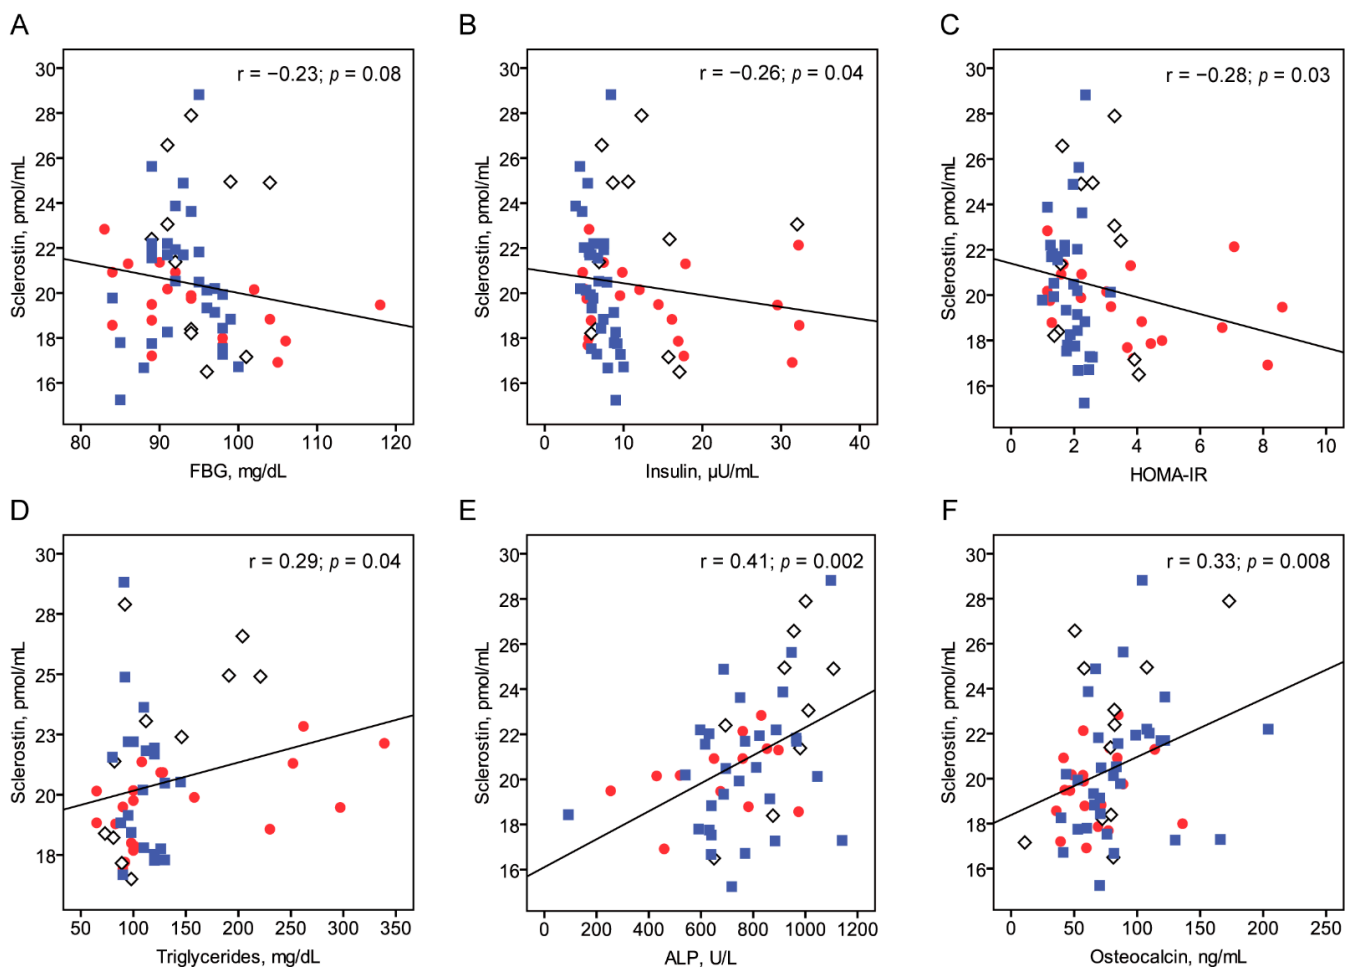 A
r = −0.23; p = 0.08
Sclerostin, pmol/mL
30
28
26
24
22
20
18
16
80 90 100 110 120
FBG, mg/dL
B
r = −0.26; p = 0.04
Sclerostin, pmol/mL
30
28
26
24
22
20
18
16
0 10 20 30 40
Insulin, µU/mL
C
r = −0.28; p = 0.03
Sclerostin, pmol/mL
30
28
26
24
22
20
18
16
0 2 4 6 8 10
HOMA-IR
D
r = 0.29; p = 0.04
Sclerostin, pmol/mL
30
28
25
23
20
18
100 150 200 250 300 350
50
Triglycerides, mg/dL
E
r = 0.41; p = 0.002
Sclerostin, pmol/mL
30
28
26
24
22
20
18
16
0 200 400 600 800 1000 1200
ALP, U/L
F
r = 0.33; p = 0.008
Sclerostin, pmol/mL
30
28
26
24
22
20
18
16
0 50 100 150 200 250
Osteocalcin, ng/mL